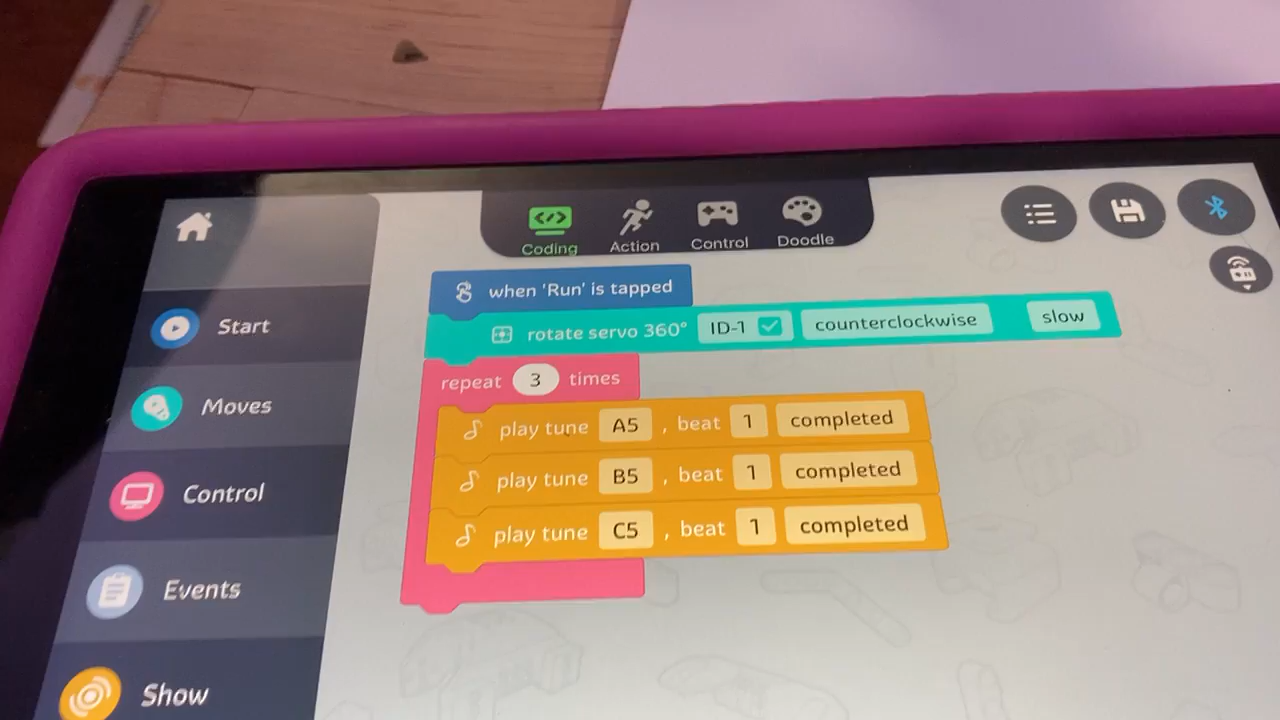 Coding Action Control Doodle
when 'Run' is tapped
rotate servo 360° ID-1 counterclockwise slow
repeat 3 times
play tune A5 , beat 1 completed
play tune B5 , beat 1 completed
play tune C5 , beat 1 completed
Start
Moves
Control
Events
Show